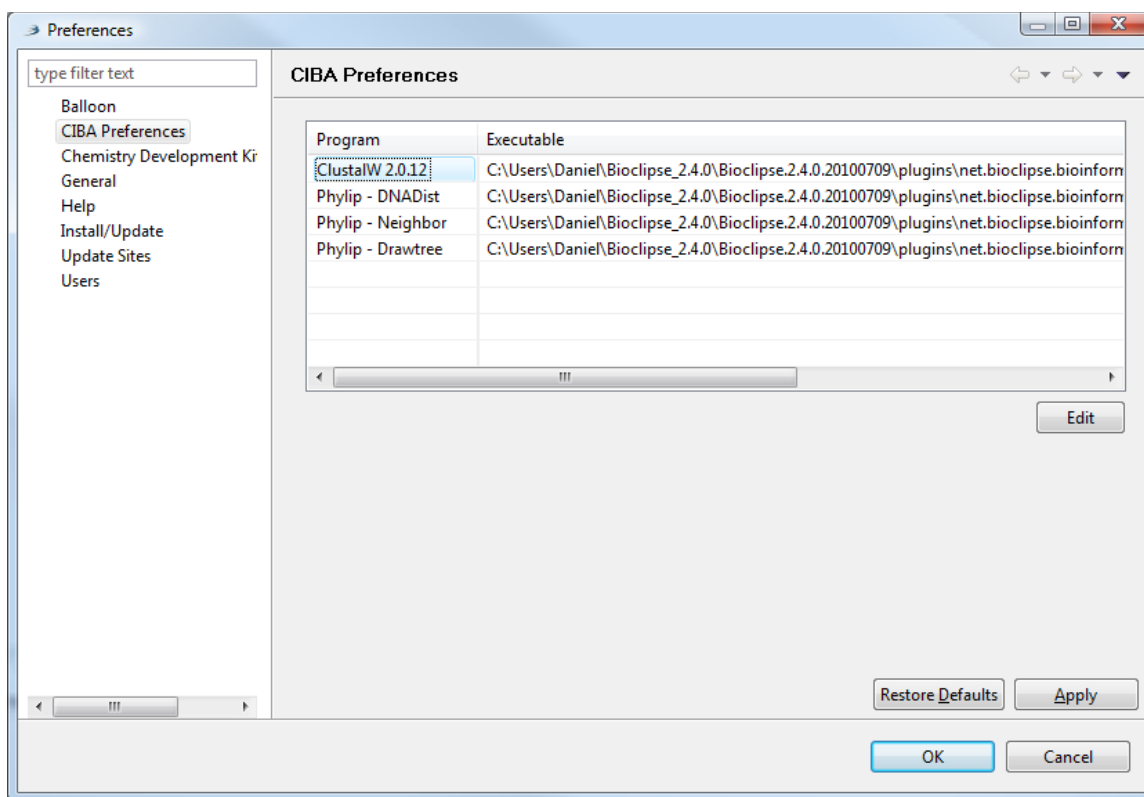 Preferences
type filter text
Balloon
CIBA Preferences
Chemistry Development Ki
General
Help
Install/Update
Update Sites
Users
CIBA Preferences
Program Executable
ClustalW 2.0.12 C:\Users\Daniel\Bioclipse_2.4.0\Bioclipse.2.4.0.20100709\plugins\net.bioclipse.bioinform
Phylip - DNADist C:\Users\Daniel\Bioclipse_2.4.0\Bioclipse.2.4.0.20100709\plugins\net.bioclipse.bioinform
Phylip - Neighbor C:\Users\Daniel\Bioclipse_2.4.0\Bioclipse.2.4.0.20100709\plugins\net.bioclipse.bioinform
Phylip - Drawtree C:\Users\Daniel\Bioclipse_2.4.0\Bioclipse.2.4.0.20100709\plugins\net.bioclipse.bioinform
Edit
Restore Defaults Apply
OK Cancel